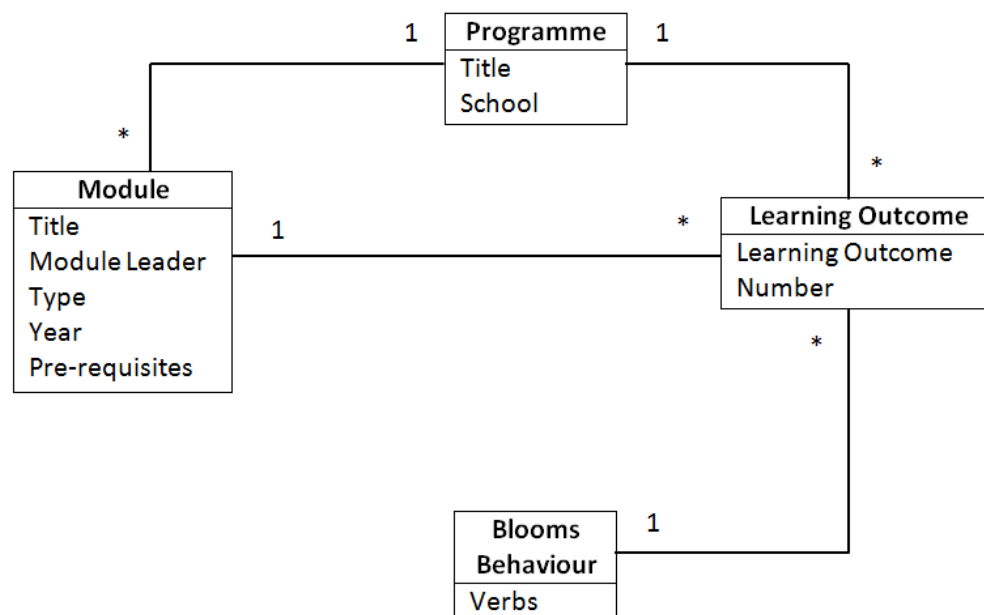 1
Programme
1
Title
School
*
*
Module
Title
Module Leader
Type
Year
Pre-requisites
1
*
Learning Outcome
Learning Outcome
Number
*
Blooms
Behaviour
1
Verbs